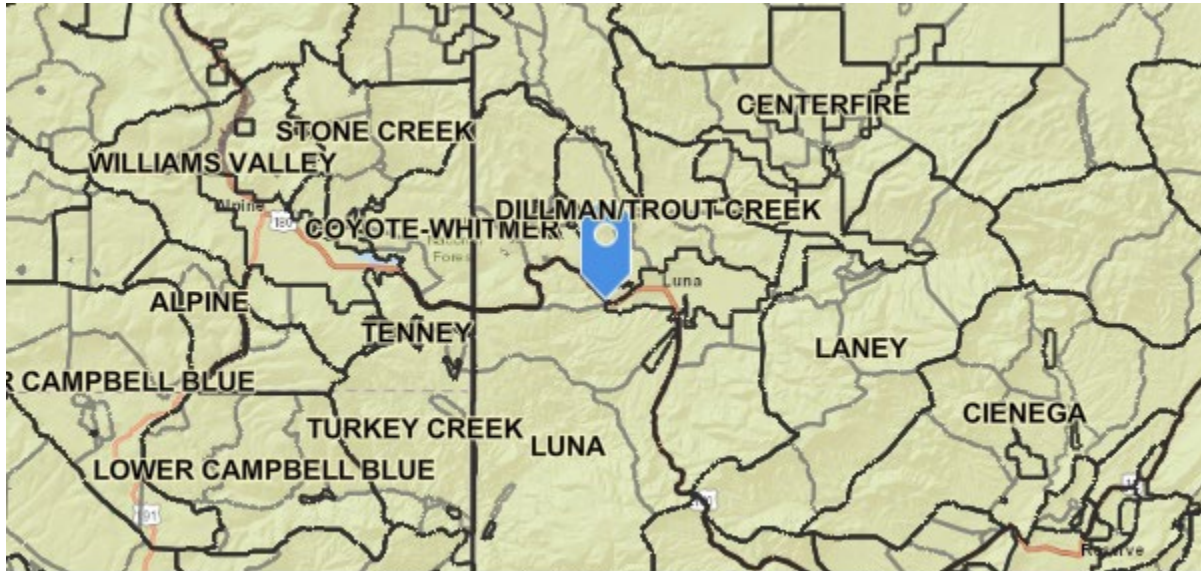 CENTERFIRE
STONE CREEK
WILLIAMS VALLEY
Alpine
DILLMAN/TROUT CREEK
180
COYOTE-WHITMER
Forest
Luna
ALPINE
TENNEY
LANEY
R CAMPBELL BLUE
CIENEGA
TURKEY CREEK
LUNA
LOWER CAMPBELL BLUE
191
Reserve